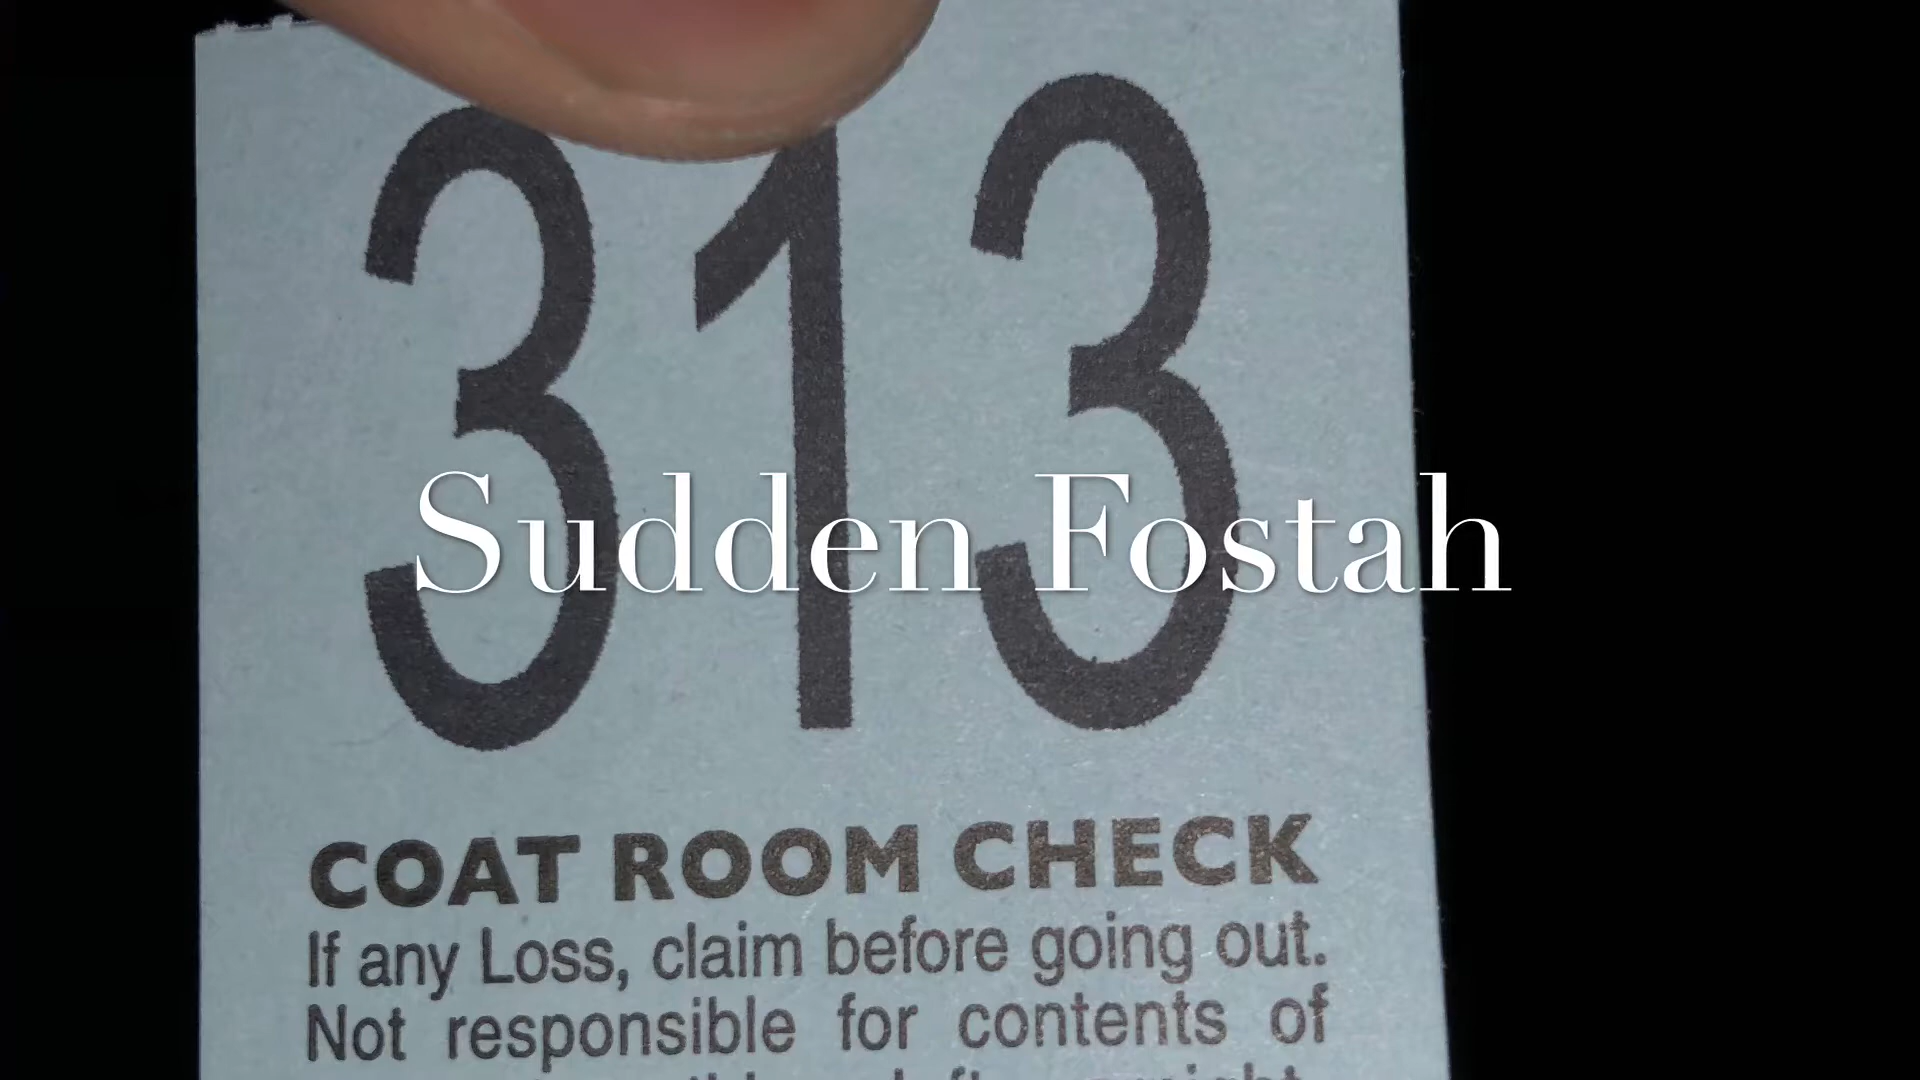 313
Sudden Fostah
COAT ROOM CHECK
If any Loss, claim before going out.
Not responsible for contents of